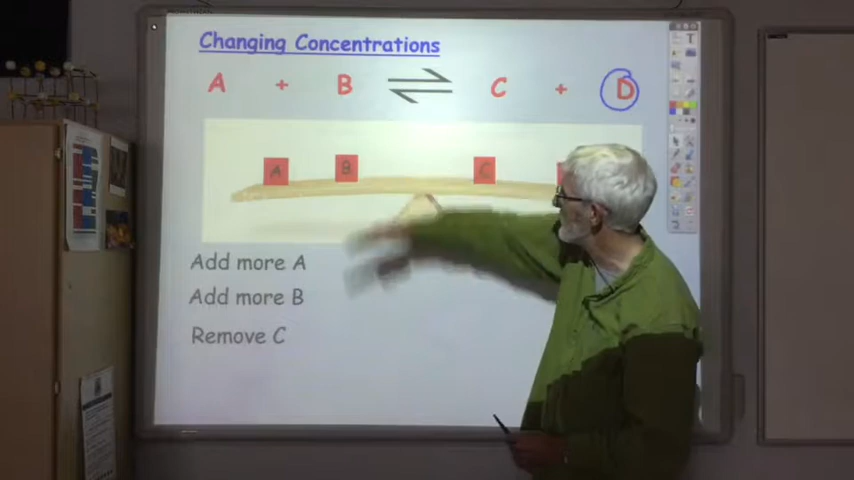 Changing Concentrations
A + B ⇌ C + D
A B C
Add more A
Add more B
Remove C